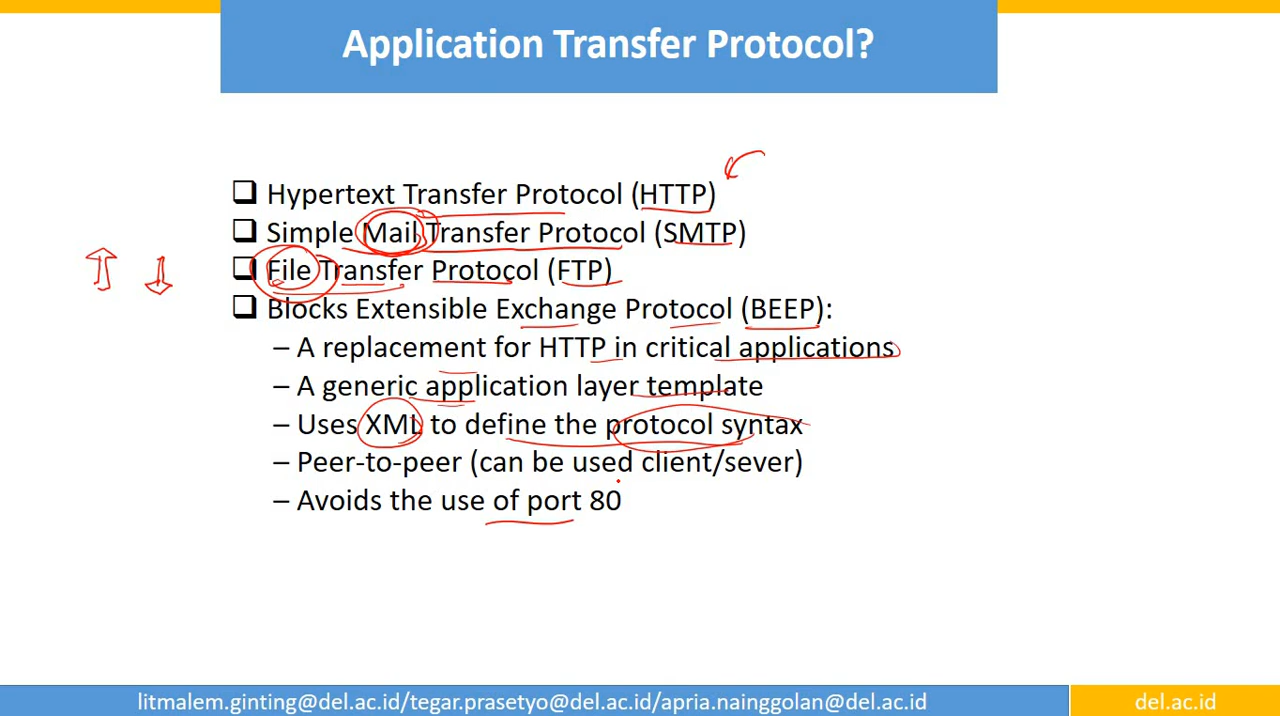 Application Transfer Protocol?
Hypertext Transfer Protocol (HTTP)
Simple Mail Transfer Protocol (SMTP)
File Transfer Protocol (FTP)
Blocks Extensible Exchange Protocol (BEEP):
– A replacement for HTTP in critical applications
– A generic application layer template
– Uses XML to define the protocol syntax
– Peer-to-peer (can be used client/sever)
– Avoids the use of port 80
litmalem.ginting@del.ac.id/tegar.prasetyo@del.ac.id/apria.nainggolan@del.ac.id
del.ac.id